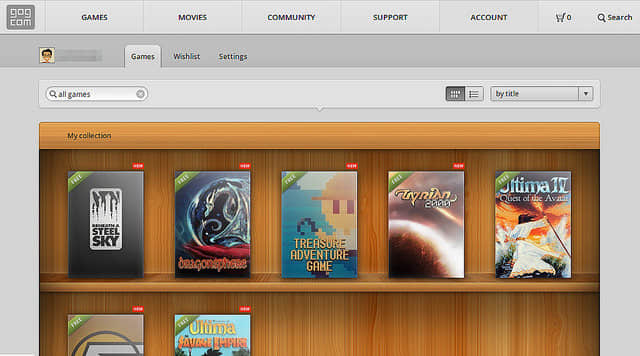 gog
com
GAMES
MOVIES
COMMUNITY
SUPPORT
ACCOUNT
0
Search
Games
Wishlist
Settings
all games
by title
My collection
FREE
NEW
BENEATH A
STEEL
SKY
FREE
NEW
DRAGONSPHERE
FREE
NEW
TREASURE
ADVENTURE
GAME
FREE
NEW
TYRIAN
2000
FREE
NEW
Ultima IV
Quest of the Avatar
FREE
NEW
FREE
NEW
Ultima
SAVAGE EMPIRE